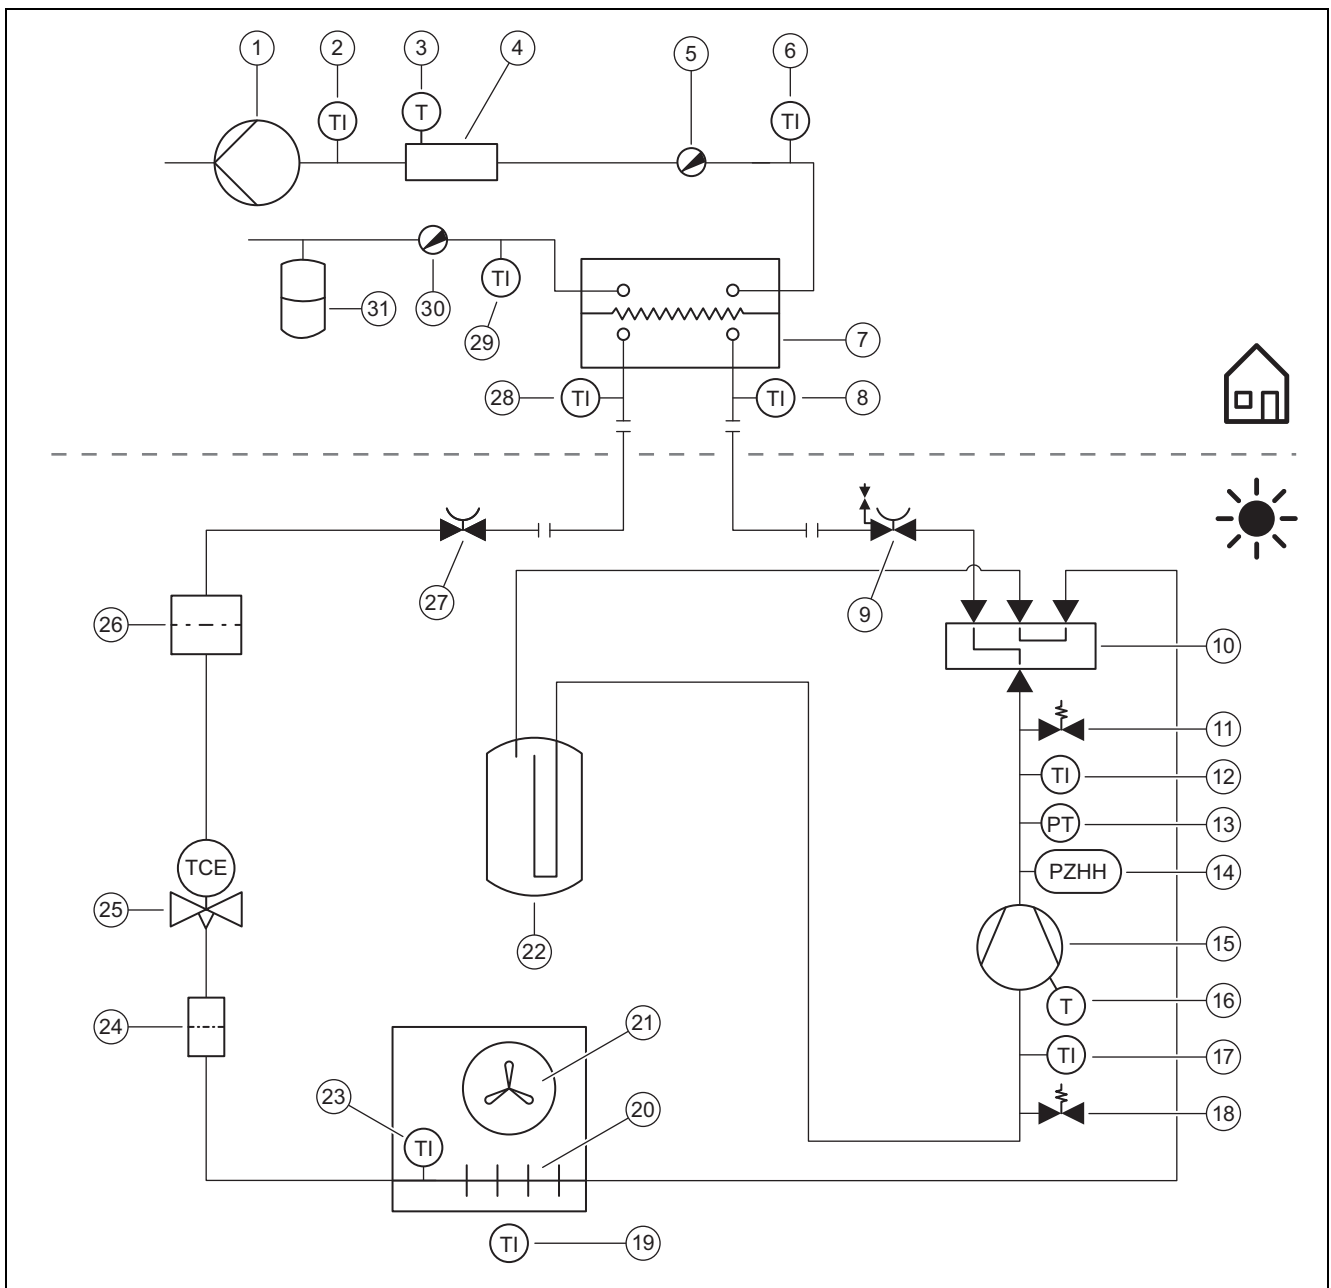 1 2 3 4 5 6
TI T TI
TI
31 30 29 7
28 TI TI 8
27 9
26 10
11
TI 12
PT 13
TCE PZHH 14
25 22 15
T 16
24 21 TI 17
23 20 18
TI
TI 19